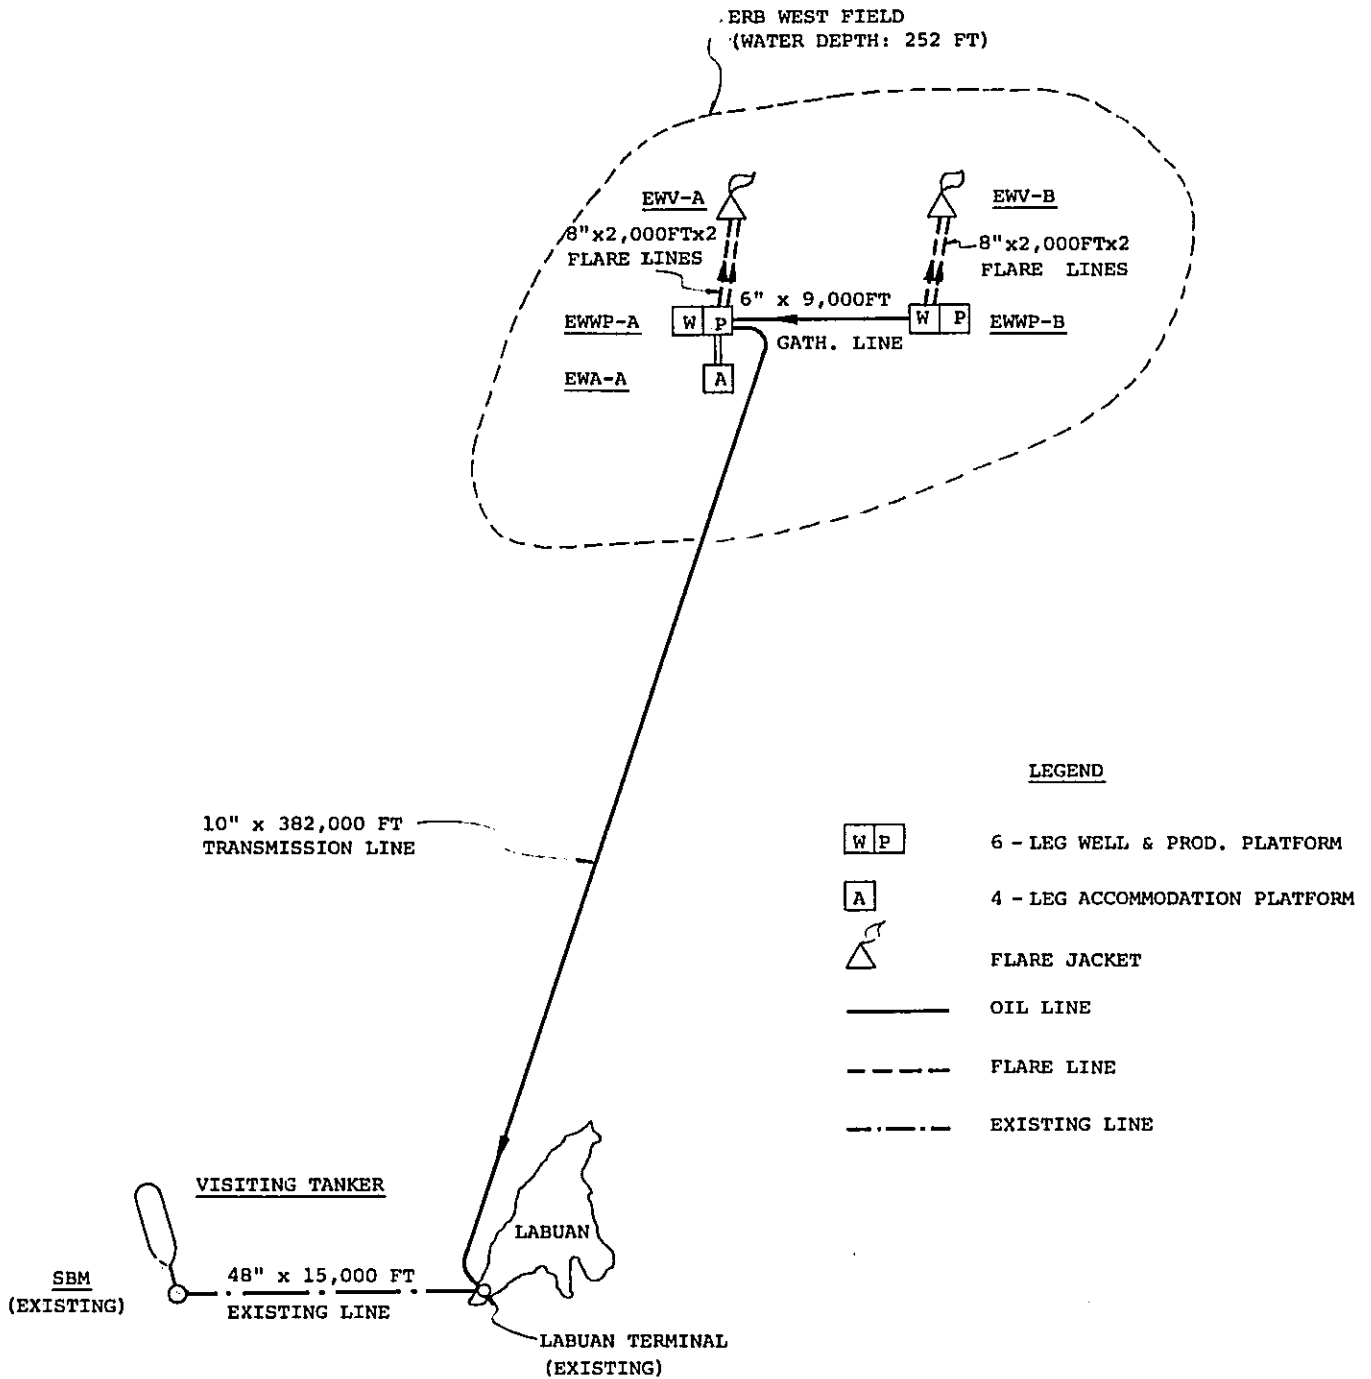 ERB WEST FIELD
(WATER DEPTH: 252 FT)
EWV-A
EWV-B
8"x2,000FTx2
FLARE LINES
8"x2,000FTx2
FLARE LINES
6" x 9,000FT
GATH. LINE
EWWP-A
W P
W P
EWWP-B
EWA-A
A
10" x 382,000 FT
TRANSMISSION LINE
LEGEND
W P
6 - LEG WELL & PROD. PLATFORM
A
4 - LEG ACCOMMODATION PLATFORM
FLARE JACKET
OIL LINE
FLARE LINE
EXISTING LINE
VISITING TANKER
LABUAN
SBM
(EXISTING)
48" x 15,000 FT
EXISTING LINE
LABUAN TERMINAL
(EXISTING)